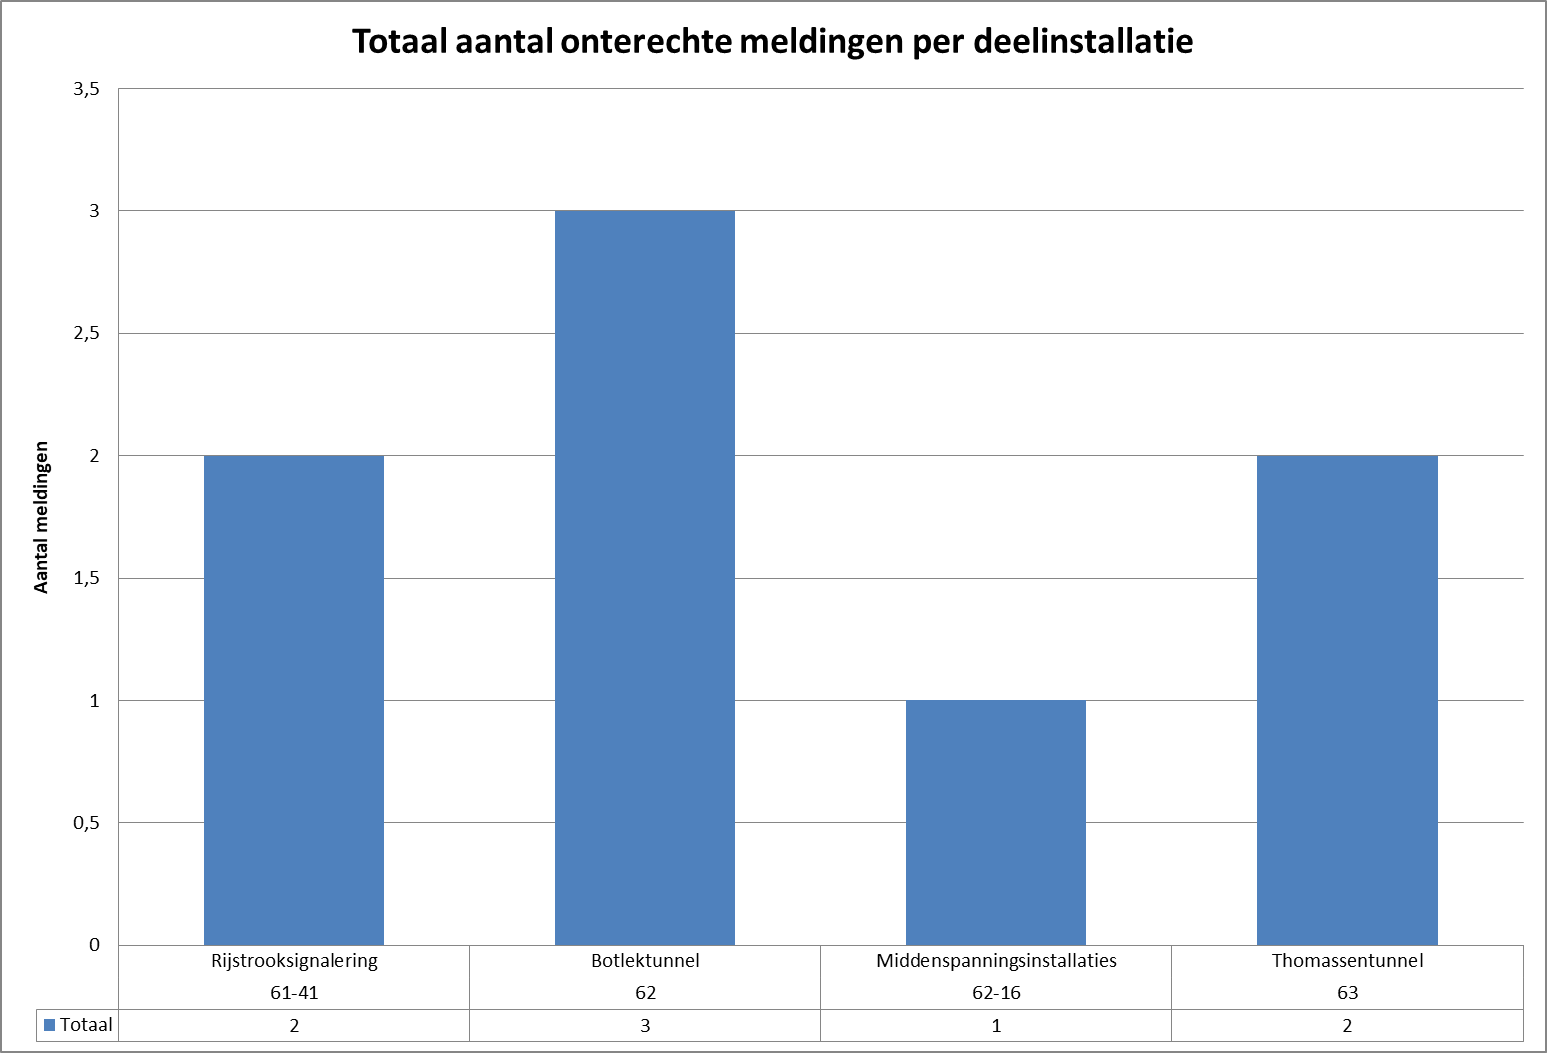 Totaal aantal onterechte meldingen per deelinstallatie
Aantal meldingen
3,5
3
2,5
2
1,5
1
0,5
0
Rijstrooksignalering Botlektunnel Middenspanningsinstallaties Thomassentunnel
61-41 62 62-16 63
Totaal 2 3 1 2